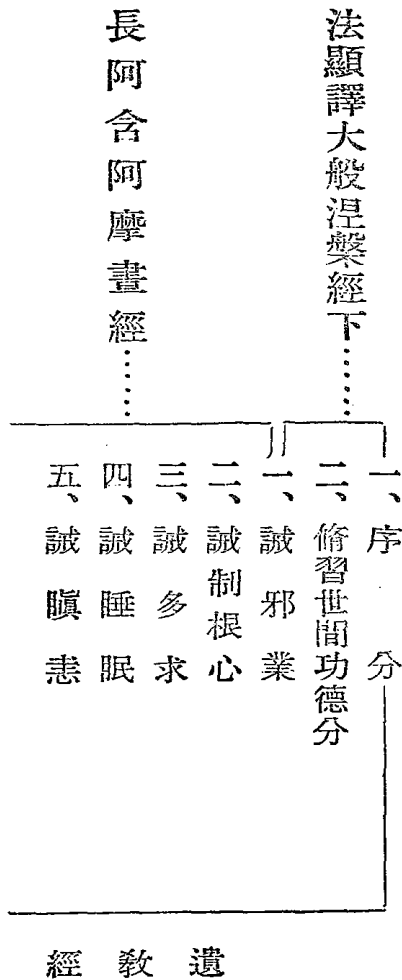 法顯譯大般涅槃經下……
長阿含阿摩晝經……
一、序分
二、脩習世間功德分
一、誡邪業
二、誡制根心
三、誡多求
四、誡睡眠
五、誡瞋恚
遺敎經